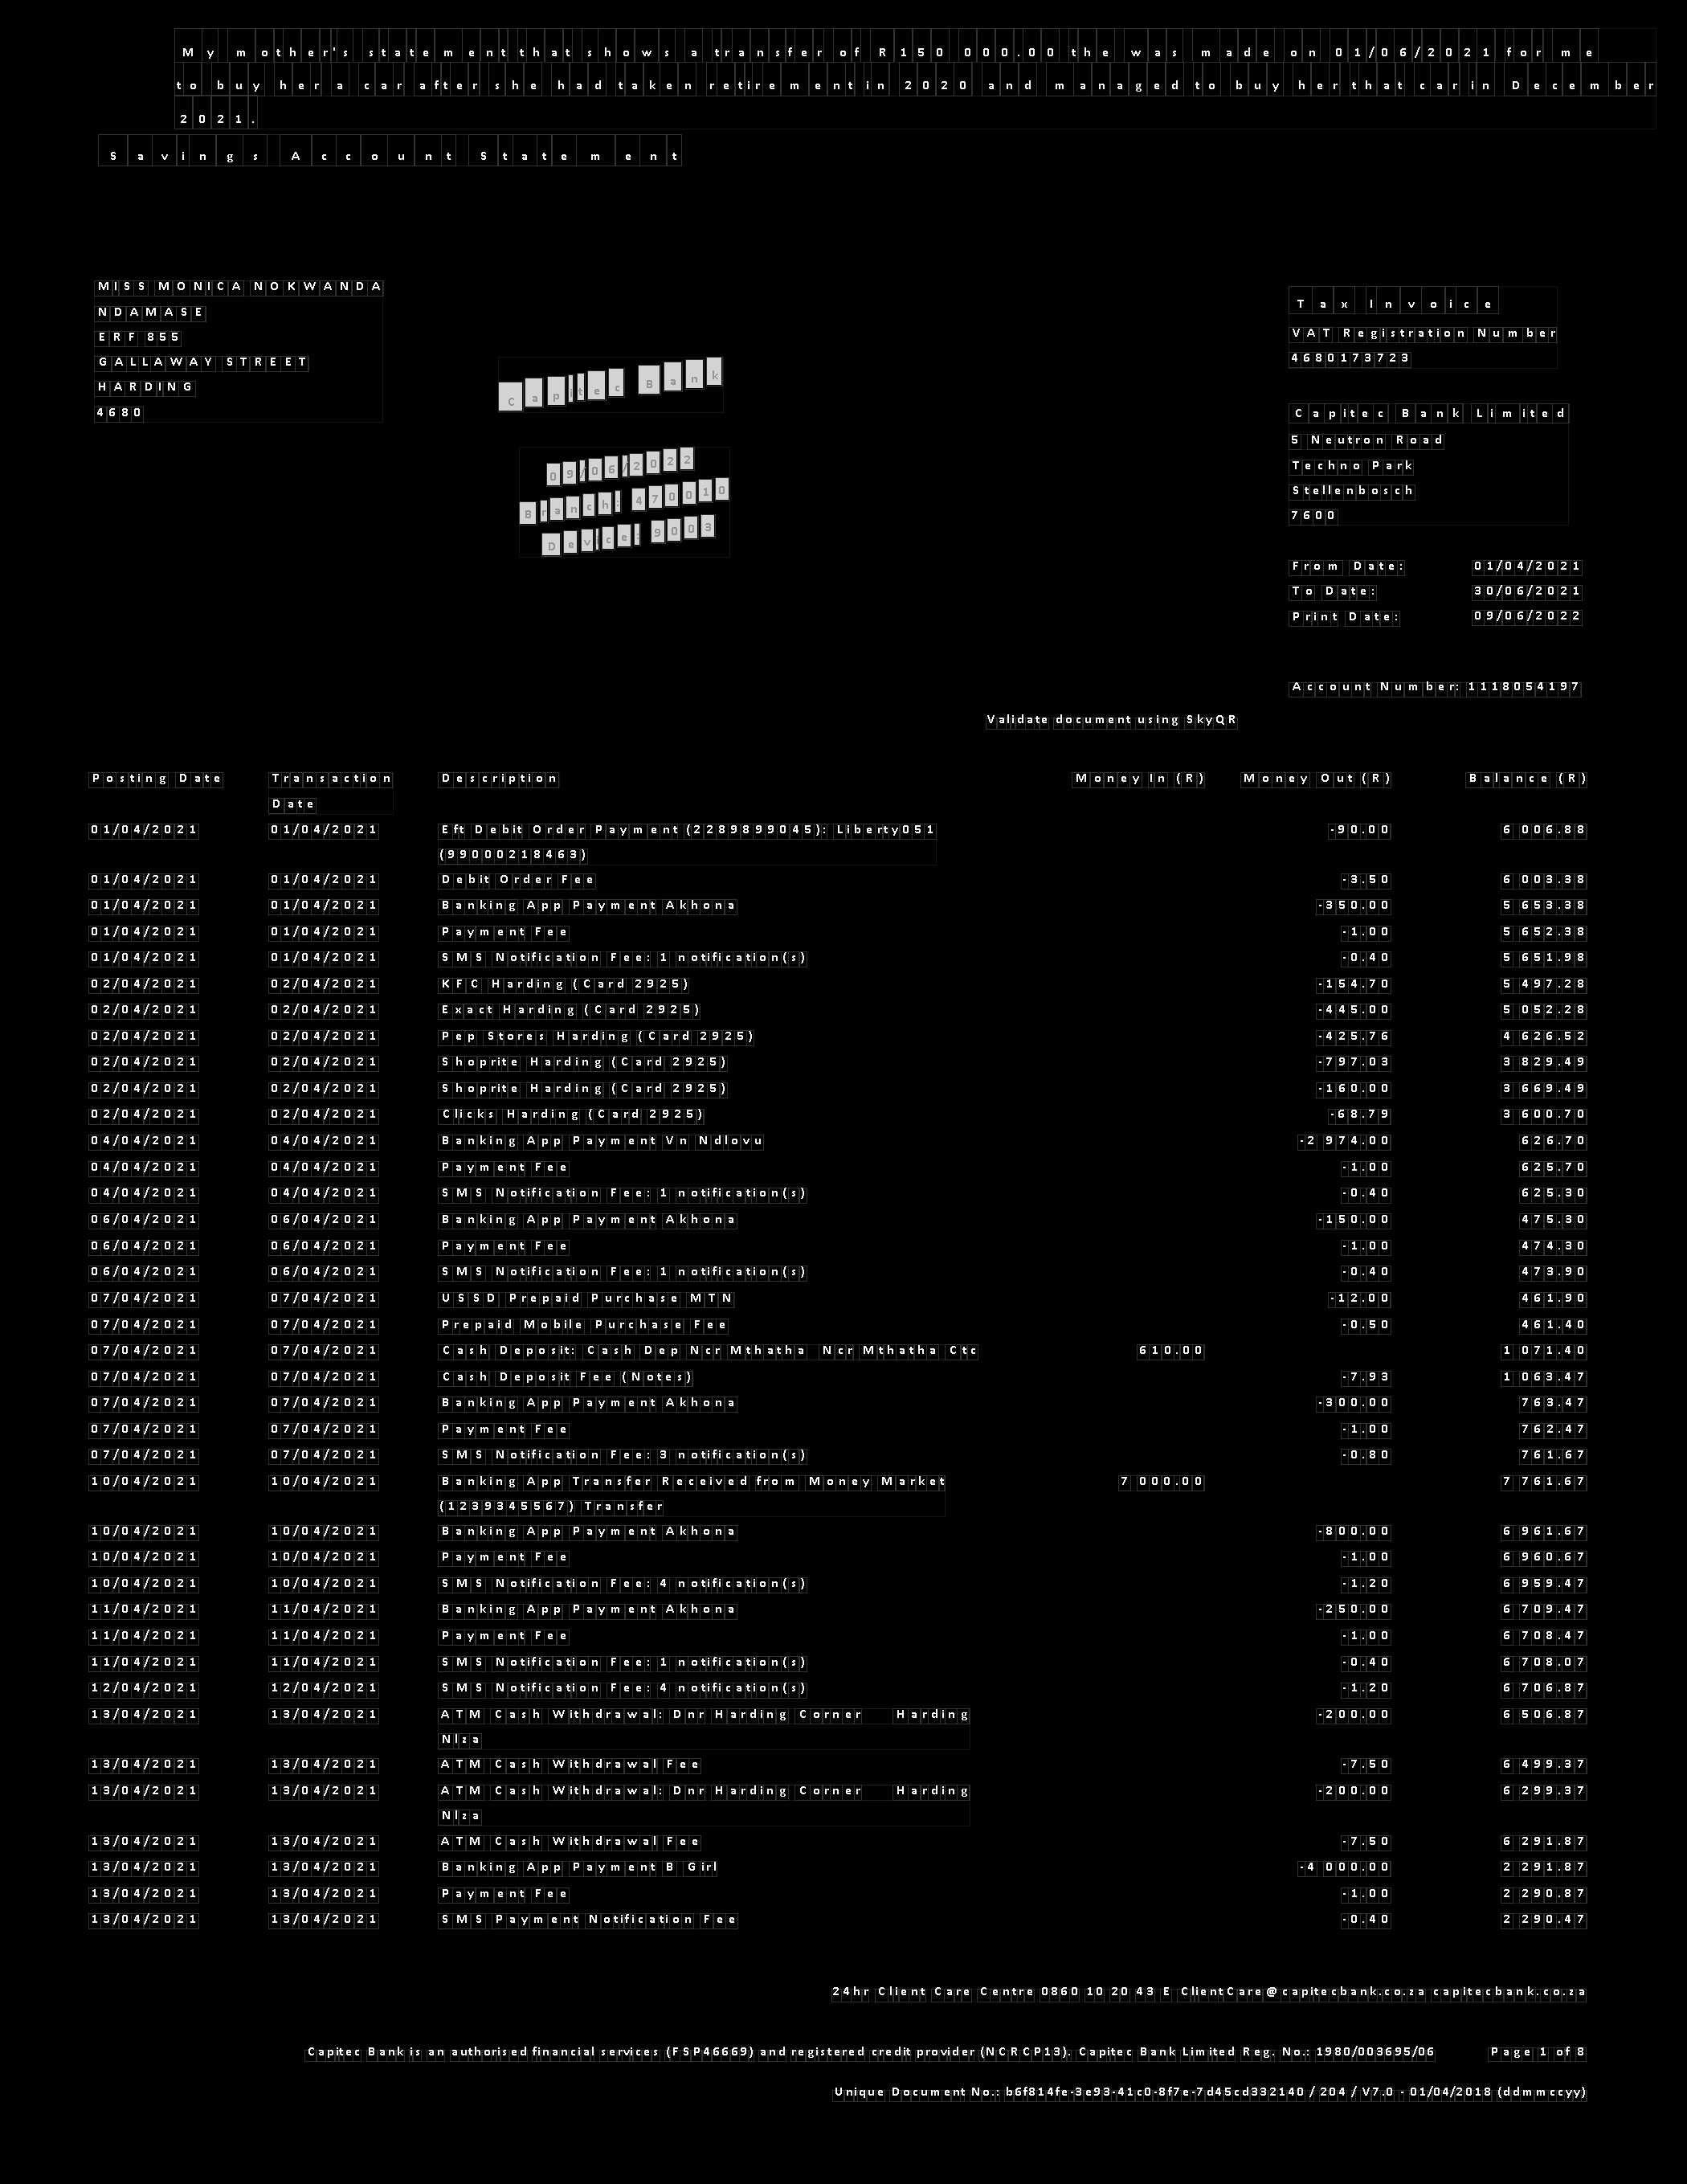 My mother's statement that shows a transfer of R150 000.00 the was made on 01/06/2021 for me
to buy her a car after she had taken retirement in 2020 and managed to buy her that car in December
2021.
Savings Account Statement
MISS MONICA NOKWANDA
NDAMASE
ERF 855
GALLAWAY STREET
HARDING
4680
Capitec Bank
09/06/2022
Branch: 470010
Device: 9003
Tax Invoice
VAT Registration Number
4680173723
Capitec Bank Limited
5 Neutron Road
Techno Park
Stellenbosch
7600
From Date: 01/04/2021
To Date: 30/06/2021
Print Date: 09/06/2022
Account Number: 1118054197
Validate document using SkyQR
Posting Date Transaction Description Money In (R) Money Out (R) Balance (R)
Date
01/04/2021 01/04/2021 Eft Debit Order Payment (2289899045): Liberty051 -90.00 6 006.88
(99000218463)
01/04/2021 01/04/2021 Debit Order Fee -3.50 6 003.38
01/04/2021 01/04/2021 Banking App Payment Akhona -350.00 5 653.38
01/04/2021 01/04/2021 Payment Fee -1.00 5 652.38
01/04/2021 01/04/2021 SMS Notification Fee: 1 notification(s) -0.40 5 651.98
02/04/2021 02/04/2021 KFC Harding (Card 2925) -154.70 5 497.28
02/04/2021 02/04/2021 Exact Harding (Card 2925) -445.00 5 052.28
02/04/2021 02/04/2021 Pep Stores Harding (Card 2925) -425.76 4 626.52
02/04/2021 02/04/2021 Shoprite Harding (Card 2925) -797.03 3 829.49
02/04/2021 02/04/2021 Shoprite Harding (Card 2925) -160.00 3 669.49
02/04/2021 02/04/2021 Clicks Harding (Card 2925) -68.79 3 600.70
04/04/2021 04/04/2021 Banking App Payment Vn Ndlovu -2 974.00 626.70
04/04/2021 04/04/2021 Payment Fee -1.00 625.70
04/04/2021 04/04/2021 SMS Notification Fee: 1 notification(s) -0.40 625.30
06/04/2021 06/04/2021 Banking App Payment Akhona -150.00 475.30
06/04/2021 06/04/2021 Payment Fee -1.00 474.30
06/04/2021 06/04/2021 SMS Notification Fee: 1 notification(s) -0.40 473.90
07/04/2021 07/04/2021 USSD Prepaid Purchase MTN -12.00 461.90
07/04/2021 07/04/2021 Prepaid Mobile Purchase Fee -0.50 461.40
07/04/2021 07/04/2021 Cash Deposit: Cash Dep Ncr Mthatha Ncr Mthatha Ctc 610.00 1 071.40
07/04/2021 07/04/2021 Cash Deposit Fee (Notes) -7.93 1 063.47
07/04/2021 07/04/2021 Banking App Payment Akhona -300.00 763.47
07/04/2021 07/04/2021 Payment Fee -1.00 762.47
07/04/2021 07/04/2021 SMS Notification Fee: 3 notification(s) -0.80 761.67
10/04/2021 10/04/2021 Banking App Transfer Received from Money Market 7 000.00 7 761.67
(1239345567) Transfer
10/04/2021 10/04/2021 Banking App Payment Akhona -800.00 6 961.67
10/04/2021 10/04/2021 Payment Fee -1.00 6 960.67
10/04/2021 10/04/2021 SMS Notification Fee: 4 notification(s) -1.20 6 959.47
11/04/2021 11/04/2021 Banking App Payment Akhona -250.00 6 709.47
11/04/2021 11/04/2021 Payment Fee -1.00 6 708.47
11/04/2021 11/04/2021 SMS Notification Fee: 1 notification(s) -0.40 6 708.07
12/04/2021 12/04/2021 SMS Notification Fee: 4 notification(s) -1.20 6 706.87
13/04/2021 13/04/2021 ATM Cash Withdrawal: Dnr Harding Corner Harding -200.00 6 506.87
Nlza
13/04/2021 13/04/2021 ATM Cash Withdrawal Fee -7.50 6 499.37
13/04/2021 13/04/2021 ATM Cash Withdrawal: Dnr Harding Corner Harding -200.00 6 299.37
Nlza
13/04/2021 13/04/2021 ATM Cash Withdrawal Fee -7.50 6 291.87
13/04/2021 13/04/2021 Banking App Payment B Girl -4 000.00 2 291.87
13/04/2021 13/04/2021 Payment Fee -1.00 2 290.87
13/04/2021 13/04/2021 SMS Payment Notification Fee -0.40 2 290.47
24hr Client Care Centre 0860 10 20 43 E ClientCare@capitecbank.co.za capitecbank.co.za
Capitec Bank is an authorised financial services (FSP46669) and registered credit provider (NCRCP13). Capitec Bank Limited Reg. No.: 1980/003695/06 Page 1 of 8
Unique Document No.: b6f814fe-3e93-41c0-8f7e-7d45cd332140 / 204 / V7.0 - 01/04/2018 (ddmmccyy)